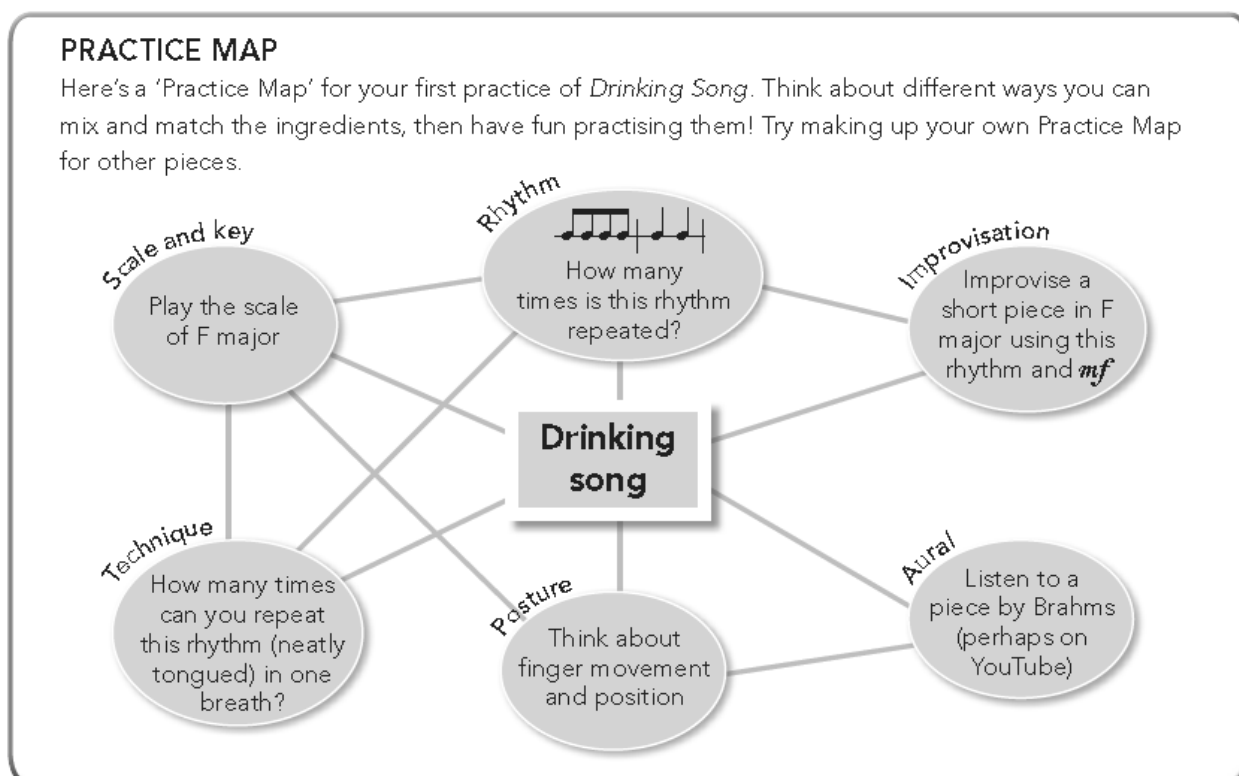 PRACTICE MAP
Here's a 'Practice Map' for your first practice of Drinking Song. Think about different ways you can
mix and match the ingredients, then have fun practising them! Try making up your own Practice Map
for other pieces.
Scale and key
Play the scale
of F major
Rhythm
How many
times is this rhythm
repeated?
Improvisation
Improvise a
short piece in F
major using this
rhythm and mf
Drinking
song
Technique
How many times
can you repeat
this rhythm (neatly
tongued) in one
breath?
Posture
Think about
finger movement
and position
Aural
Listen to a
piece by Brahms
(perhaps on
YouTube)